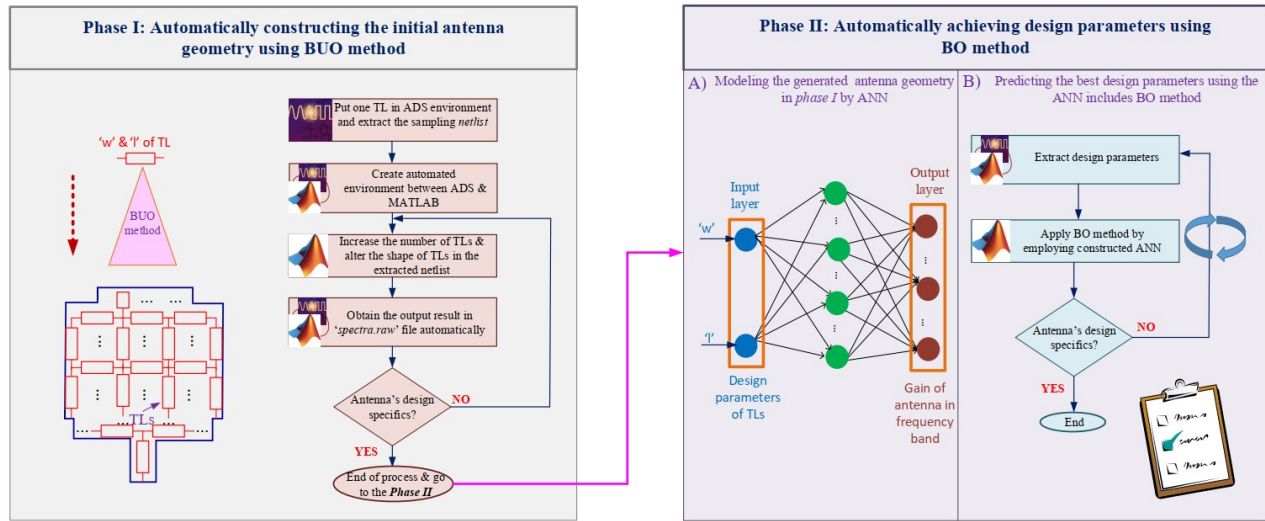 Phase I: Automatically constructing the initial antenna
geometry using BUO method
'w' & 'l' of TL
BUO
method
TLs
Put one TL in ADS environment
and extract the sampling netlist
Create automated
environment between ADS &
MATLAB
Increase the number of TLs &
alter the shape of TLs in the
extracted netlist
Obtain the output result in
'spectra.raw' file automatically
Antenna's design
specifics?
NO
YES
End of process & go
to the Phase II
Phase II: Automatically achieving design parameters using
BO method
A) Modeling the generated antenna geometry
in phase I by ANN
Input
layer
Output
layer
'w'
'l'
Design
parameters
of TLs
Gain of
antenna in
frequency
band
B) Predicting the best design parameters using the
ANN includes BO method
Extract design parameters
Apply BO method by
employing constructed ANN
Antenna's design
specifics?
NO
YES
End